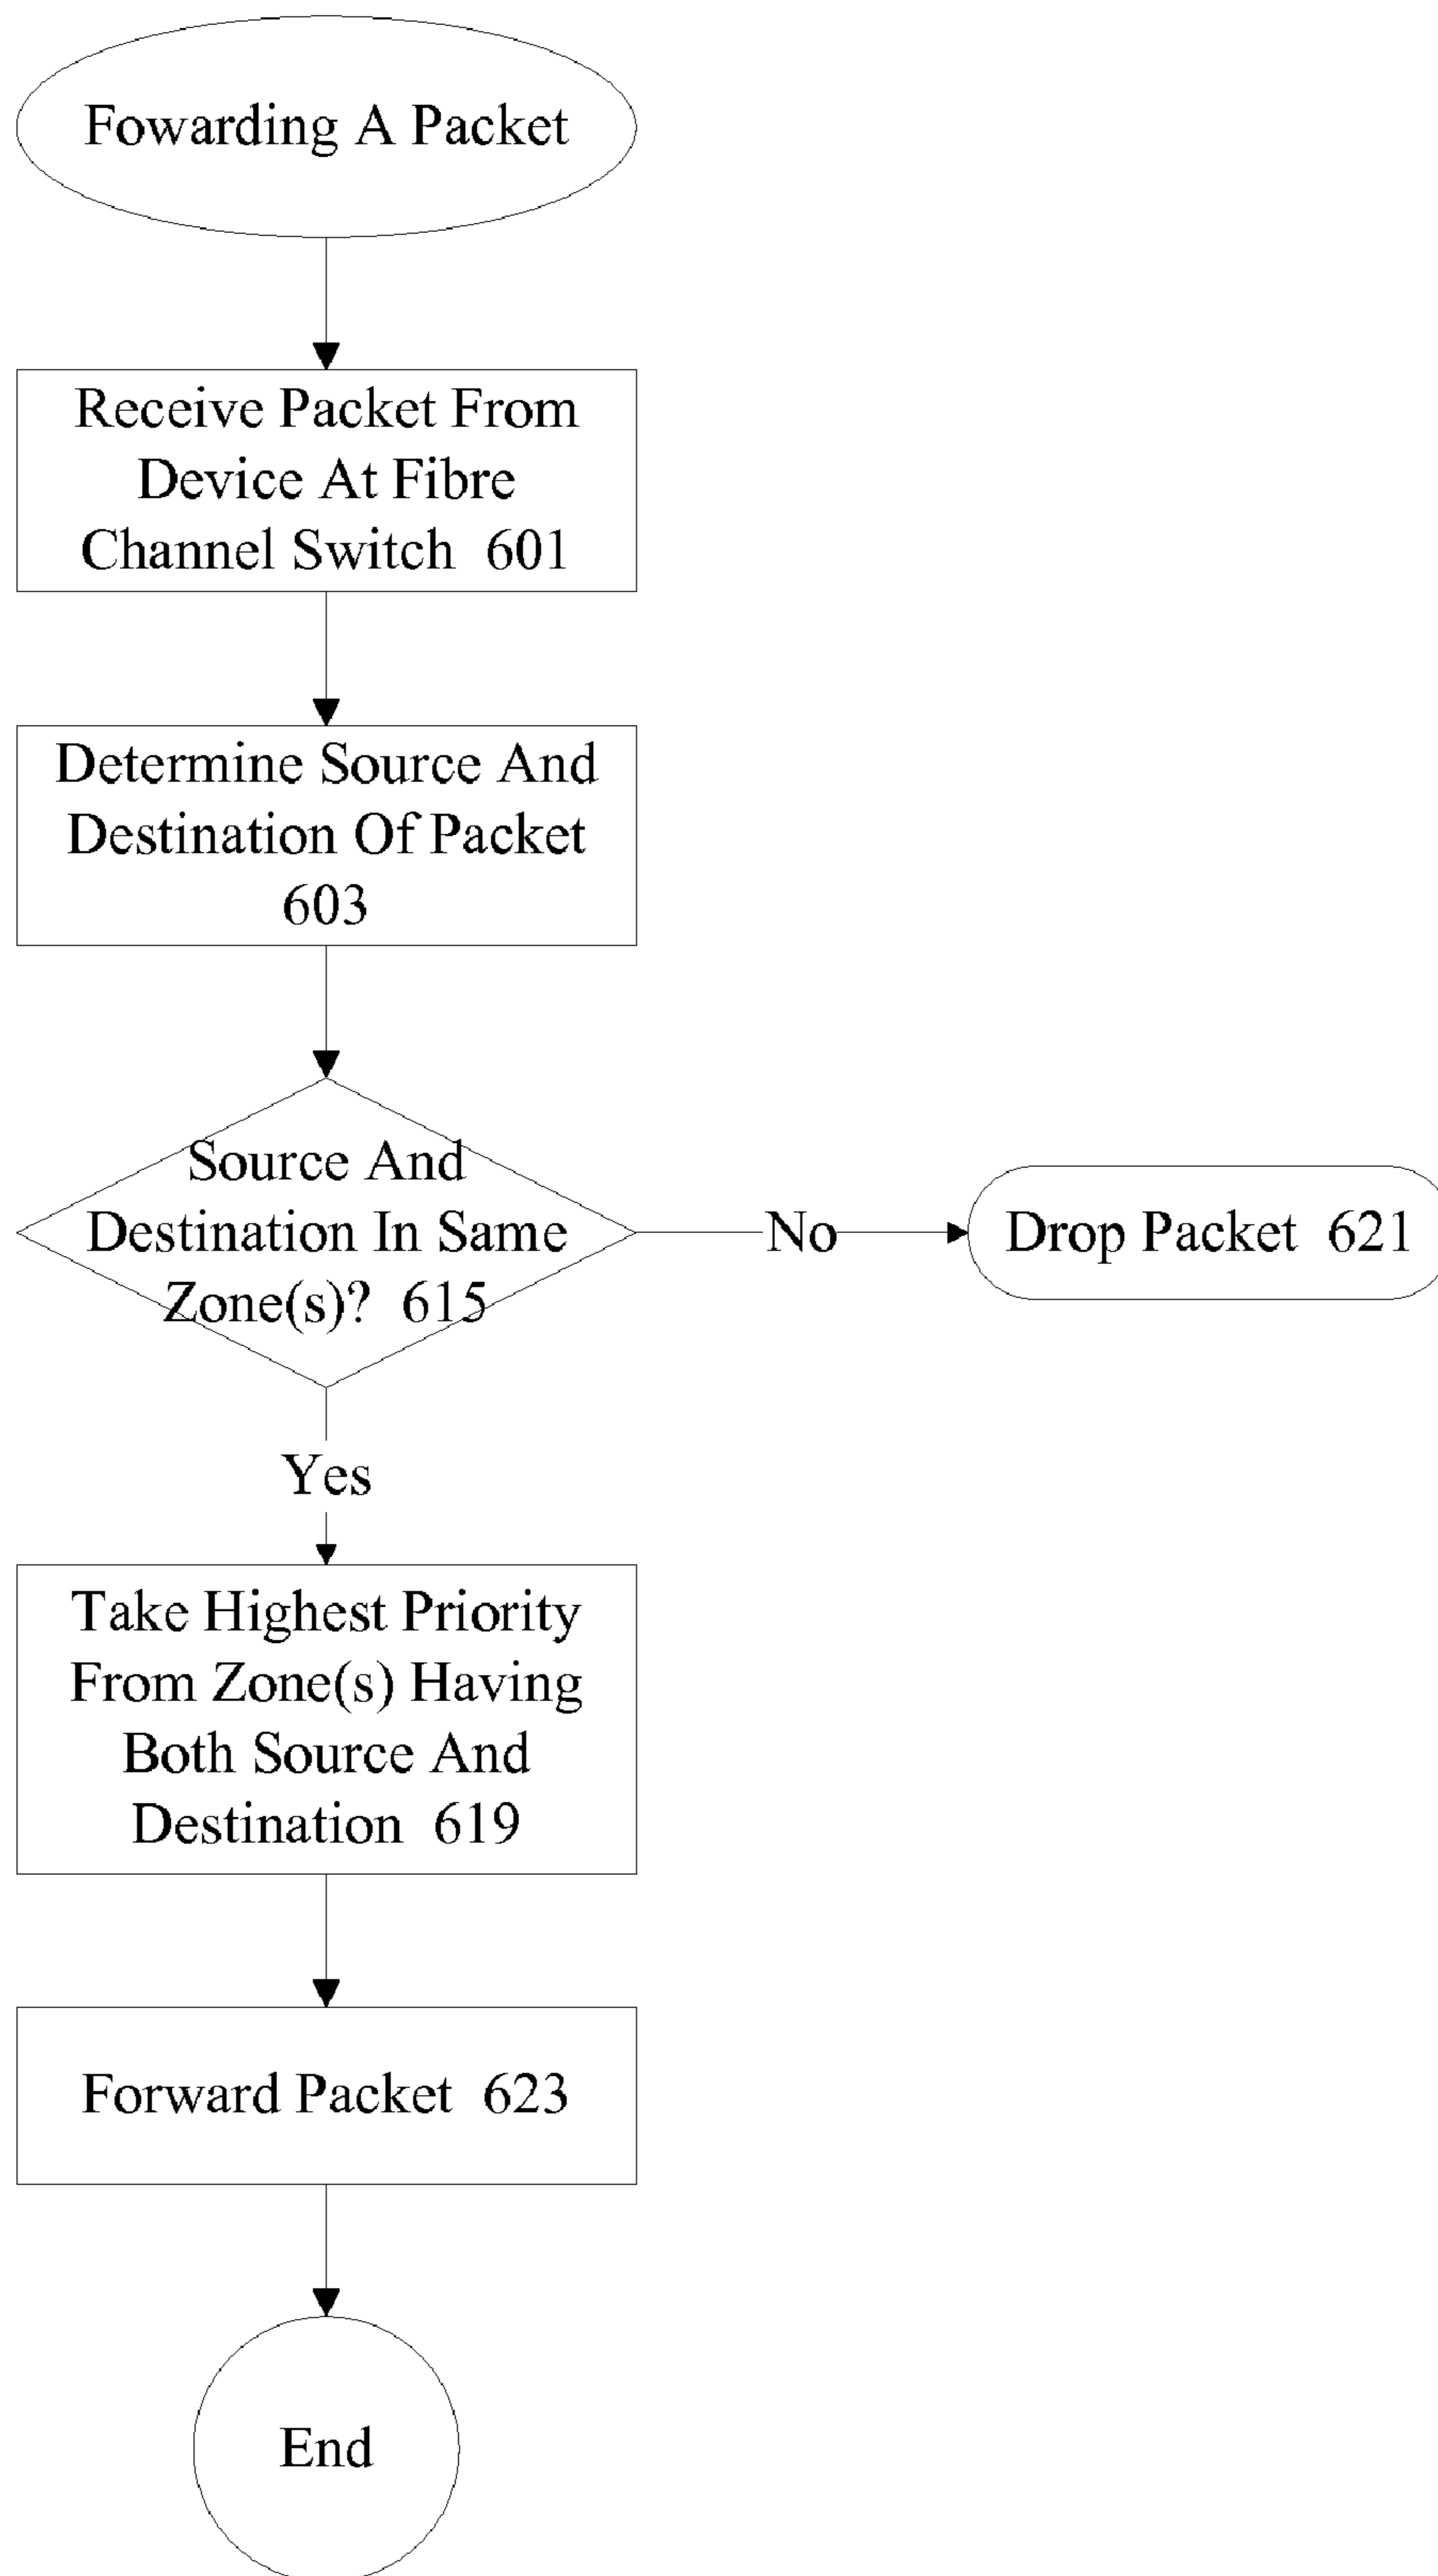 Fowarding A Packet
Receive Packet From
Device At Fibre
Channel Switch 601
Determine Source And
Destination Of Packet
603
Source And
Destination In Same
Zone(s)? 615
No
Drop Packet 621
Yes
Take Highest Priority
From Zone(s) Having
Both Source And
Destination 619
Forward Packet 623
End